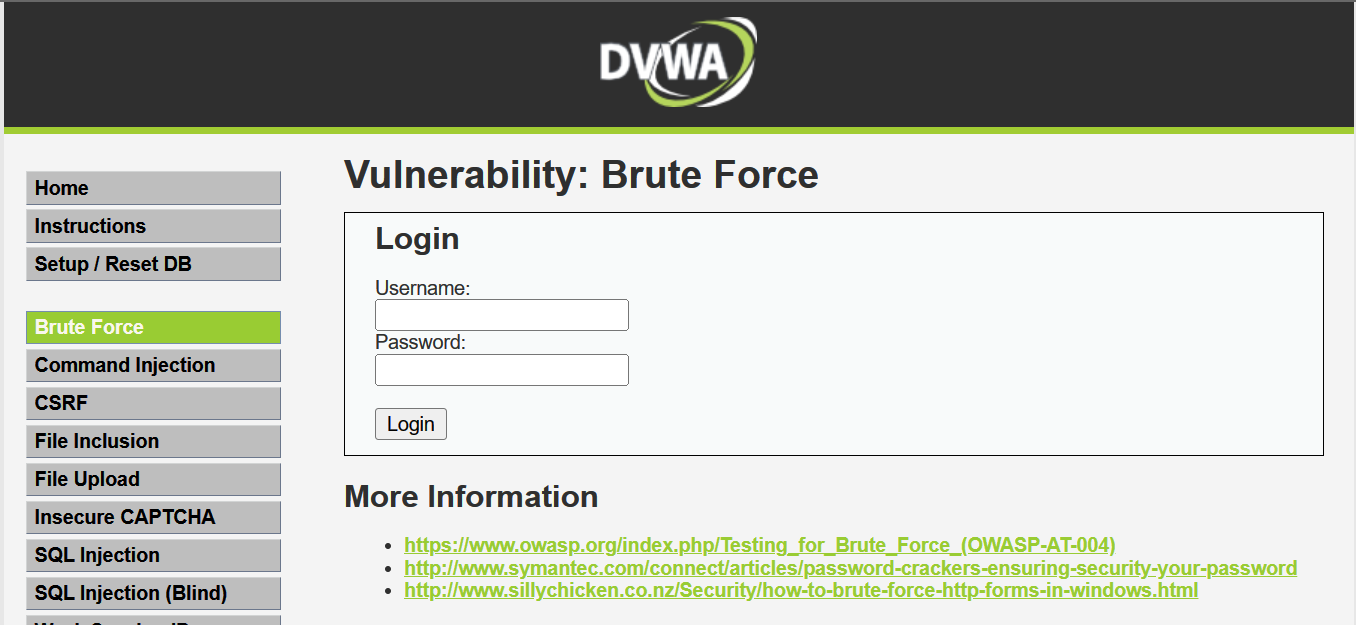 DVWA
Home
Instructions
Setup / Reset DB
Brute Force
Command Injection
CSRF
File Inclusion
File Upload
Insecure CAPTCHA
SQL Injection
SQL Injection (Blind)
Vulnerability: Brute Force
Login
Username:
Password:
Login
More Information
https://www.owasp.org/index.php/Testing_for_Brute_Force_(OWASP-AT-004)
http://www.symantec.com/connect/articles/password-crackers-ensuring-security-your-password
http://www.sillychicken.co.nz/Security/how-to-brute-force-http-forms-in-windows.html